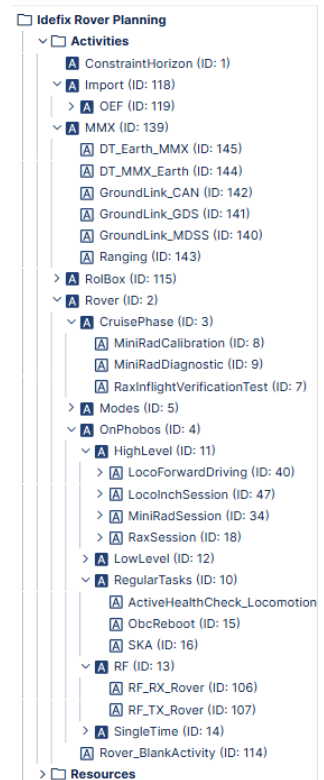 Idefix Rover Planning
Activities
ConstraintHorizon (ID: 1)
Import (ID: 118)
OEF (ID: 119)
MMX (ID: 139)
DT_Earth_MMX (ID: 145)
DT_MMX_Earth (ID: 144)
GroundLink_CAN (ID: 142)
GroundLink_GDS (ID: 141)
GroundLink_MDSS (ID: 140)
Ranging (ID: 143)
RolBox (ID: 115)
Rover (ID: 2)
CruisePhase (ID: 3)
MiniRadCalibration (ID: 8)
MiniRadDiagnostic (ID: 9)
RaxInflightVerificationTest (ID: 7)
Modes (ID: 5)
OnPhobos (ID: 4)
HighLevel (ID: 11)
LocoForwardDriving (ID: 40)
LocoInchSession (ID: 47)
MiniRadSession (ID: 34)
RaxSession (ID: 18)
LowLevel (ID: 12)
RegularTasks (ID: 10)
ActiveHealthCheck_Locomotion
ObcReboot (ID: 15)
SKA (ID: 16)
RF (ID: 13)
RF_RX_Rover (ID: 106)
RF_TX_Rover (ID: 107)
SingleTime (ID: 14)
Rover_BlankActivity (ID: 114)
Resources